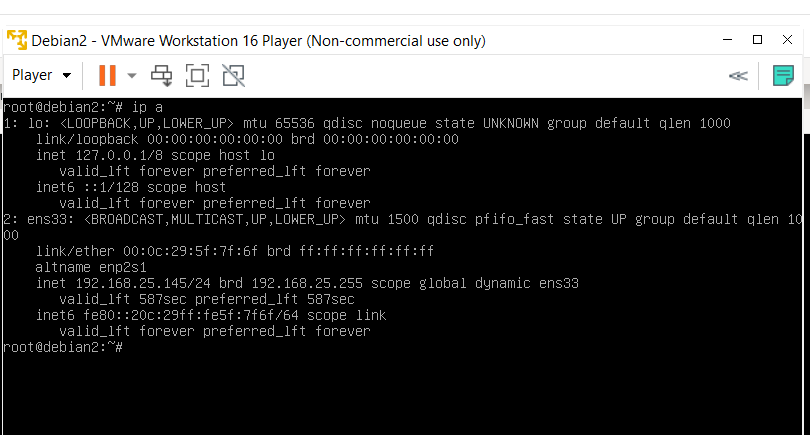 Debian2 - VMware Workstation 16 Player (Non-commercial use only)
Player
root@debian2:~# ip a
1: lo: <LOOPBACK,UP,LOWER_UP> mtu 65536 qdisc noqueue state UNKNOWN group default qlen 1000
    link/loopback 00:00:00:00:00:00 brd 00:00:00:00:00:00
    inet 127.0.0.1/8 scope host lo
       valid_lft forever preferred_lft forever
    inet6 ::1/128 scope host
       valid_lft forever preferred_lft forever
2: ens33: <BROADCAST,MULTICAST,UP,LOWER_UP> mtu 1500 qdisc pfifo_fast state UP group default qlen 10
00
    link/ether 00:0c:29:5f:7f:6f brd ff:ff:ff:ff:ff:ff
    altname enp2s1
    inet 192.168.25.145/24 brd 192.168.25.255 scope global dynamic ens33
       valid_lft 587sec preferred_lft 587sec
    inet6 fe80::20c:29ff:fe5f:7f6f/64 scope link
       valid_lft forever preferred_lft forever
root@debian2:~#